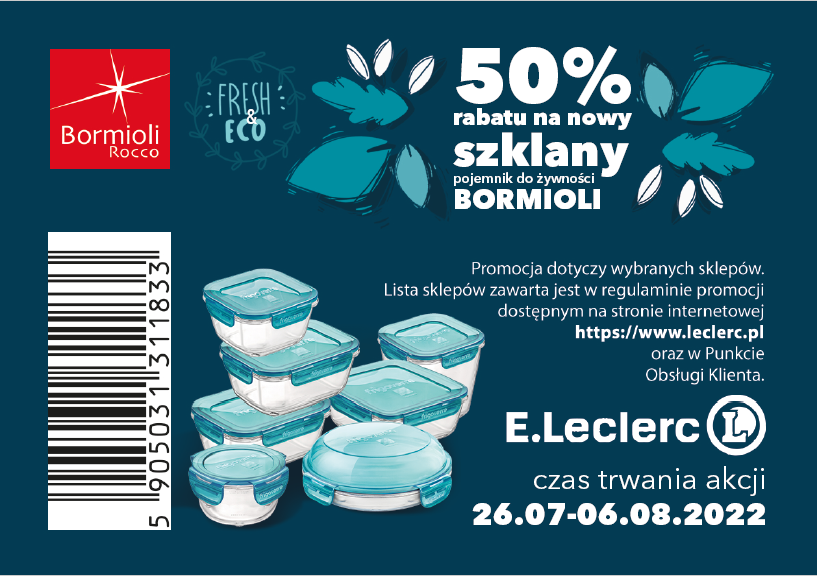 Bormioli
Rocco
FRESH
&
ECO
50%
rabatu na nowy
szklany
pojemnik do żywności
BORMIOLI
5 905031 311833
Promocja dotyczy wybranych sklepów.
Lista sklepów zawarta jest w regulaminie promocji
dostępnym na stronie internetowej
https://www.leclerc.pl
oraz w Punkcie
Obsługi Klienta.
E.Leclerc L
czas trwania akcji
26.07-06.08.2022